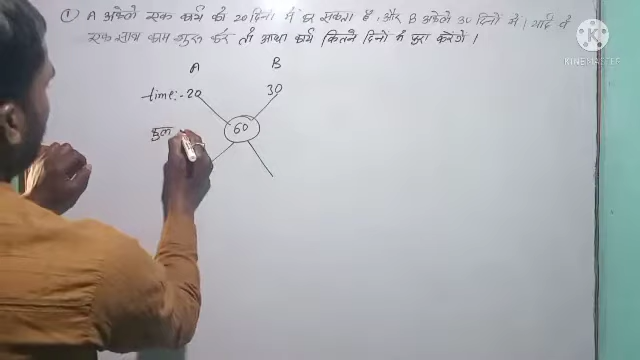 ① A अकेले एक कार्य को 20 दिनों में कर सकता है, और B अकेले 30 दिनों में। यदि वे
एक साथ काम शुरू करें तो आधा कार्य कितने दिनों में पूरा करेंगे।
A B
time:- 20 30
कुल 60
KINEMASTER